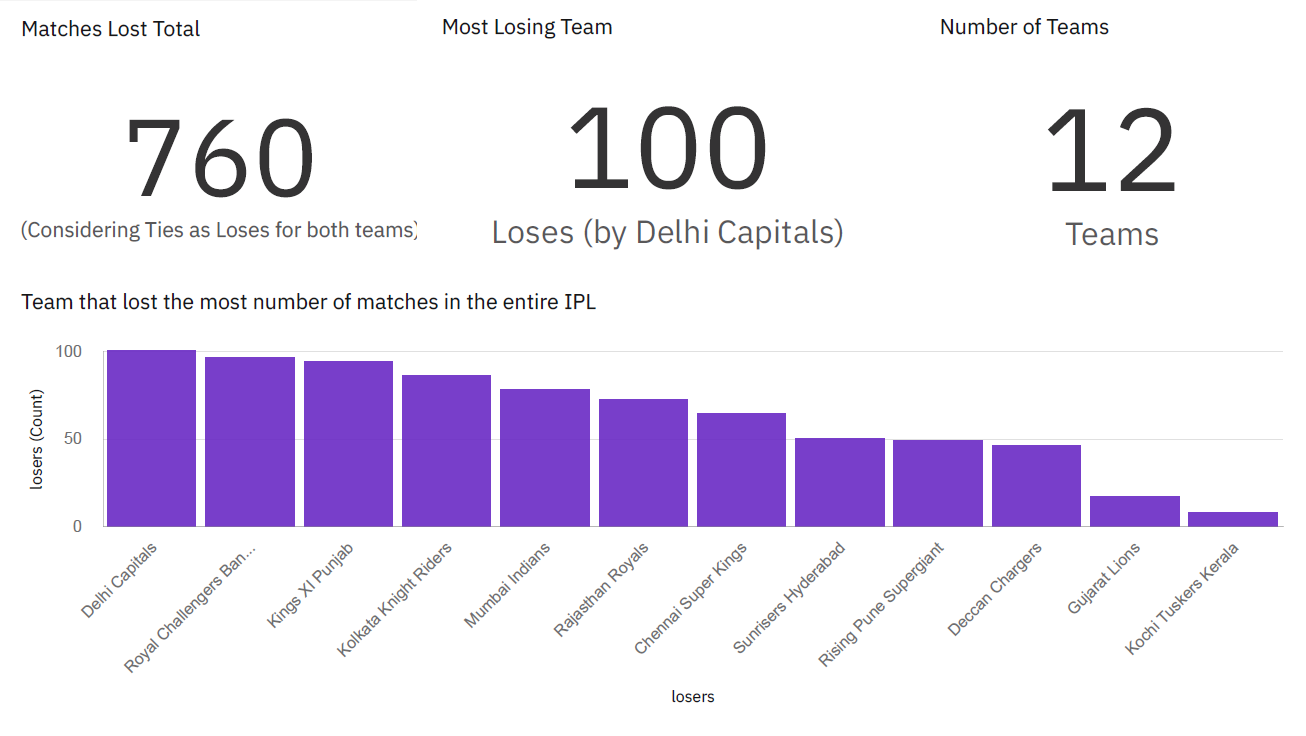 Matches Lost Total
Most Losing Team
Number of Teams
760
100
12
(Considering Ties as Loses for both teams)
Loses (by Delhi Capitals)
Teams
Team that lost the most number of matches in the entire IPL
losers (Count)
100
50
0
Delhi Capitals
Royal Challengers Ban...
Kings XI Punjab
Kolkata Knight Riders
Mumbai Indians
Rajasthan Royals
Chennai Super Kings
Sunrisers Hyderabad
Rising Pune Supergiant
Deccan Chargers
Gujarat Lions
Kochi Tuskers Kerala
losers